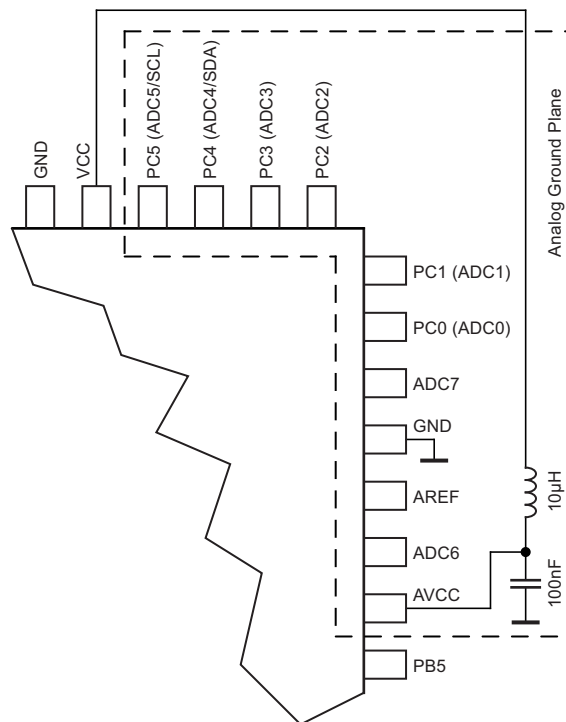 GND
VCC
PC5 (ADC5/SCL)
PC4 (ADC4/SDA)
PC3 (ADC3)
PC2 (ADC2)
Analog Ground Plane
PC1 (ADC1)
PC0 (ADC0)
ADC7
GND
AREF
ADC6
AVCC
PB5
10µH
100nF